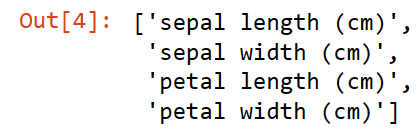 Out[4]: ['sepal length (cm)',
'sepal width (cm)',
'petal length (cm)',
'petal width (cm)']